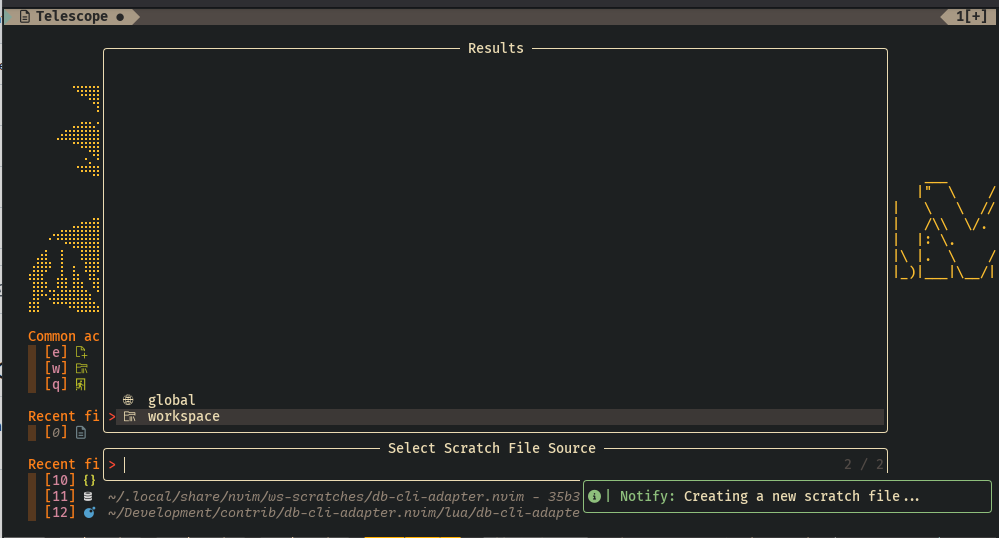 Telescope ●
1[+]
Results
Common ac
[e]
[w]
[q]
global
Recent fi
> workspace
[0]
Select Scratch File Source
Recent fi
>
2 / 2
[10] {}
[11] ~/.local/share/nvim/ws-scratches/db-cli-adapter.nvim - 35b3
| Notify: Creating a new scratch file...
[12] ~/Development/contrib/db-cli-adapter.nvim/lua/db-cli-adapte